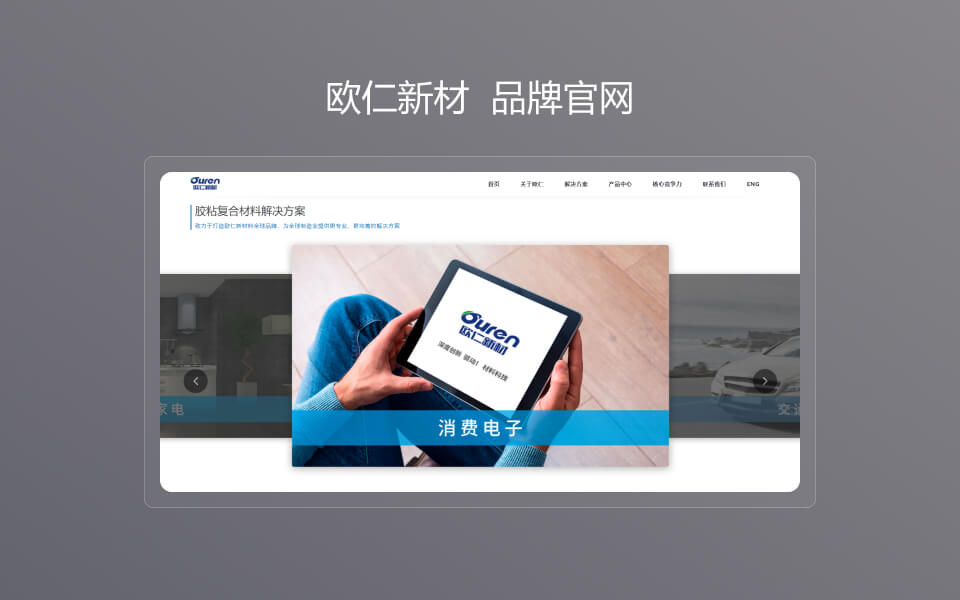 欧仁新材 品牌官网
Ouren
欧仁新材
首页 关于欧仁 解决方案 产品中心 核心竞争力 联系我们 ENG
胶粘复合材料解决方案
致力于打造欧仁新材料全球品牌，为全球制造业提供更专业、更完善的解决方案
Ouren
欧仁新材
深度创新 驱动! 材料科技
家电
消费电子
交通